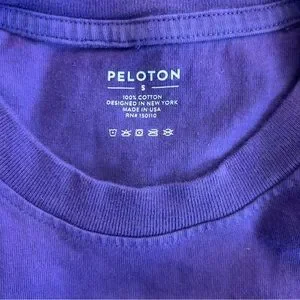 PELOTON
S
100% COTTON
DESIGNED IN NEW YORK
MADE IN USA
RN# 150110